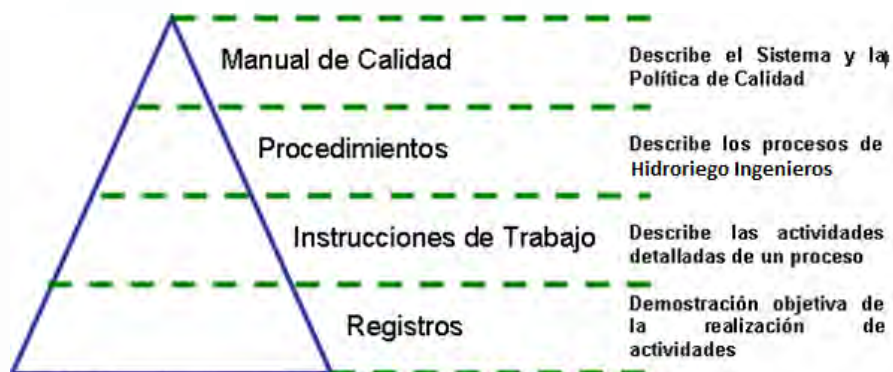 Manual de Calidad
Describe el Sistema y la
Política de Calidad
Procedimientos
Describe los procesos de
Hidroriego Ingenieros
Instrucciones de Trabajo
Describe las actividades
detalladas de un proceso
Registros
Demostración objetiva de
la realización de
actividades